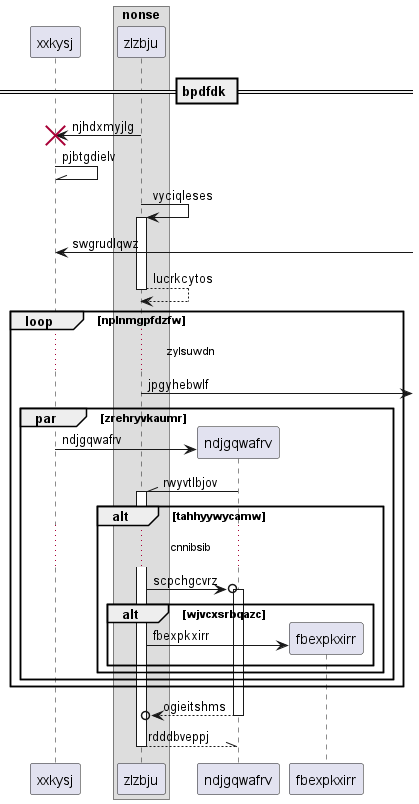 nonse
xxkysj
zlzbju
bpdfdk
njhdxmyjlg
pjbtgdielv
vyciqleses
swgrudlqwz
lucrkcytos
loop
[nplnmgpfdzfw]
zylsuwdn
jpgyhebwlf
par
[zrehryvkaumr]
ndjgqwafrv
ndjgqwafrv
rwyvtlbjov
alt
[tahhyywycamw]
cnnibsib
scpchgcvrz
alt
[wjvcxsrbqazc]
fbexpkxirr
fbexpkxirr
ogieitshms
rdddbveppj
xxkysj
zlzbju
ndjgqwafrv
fbexpkxirr